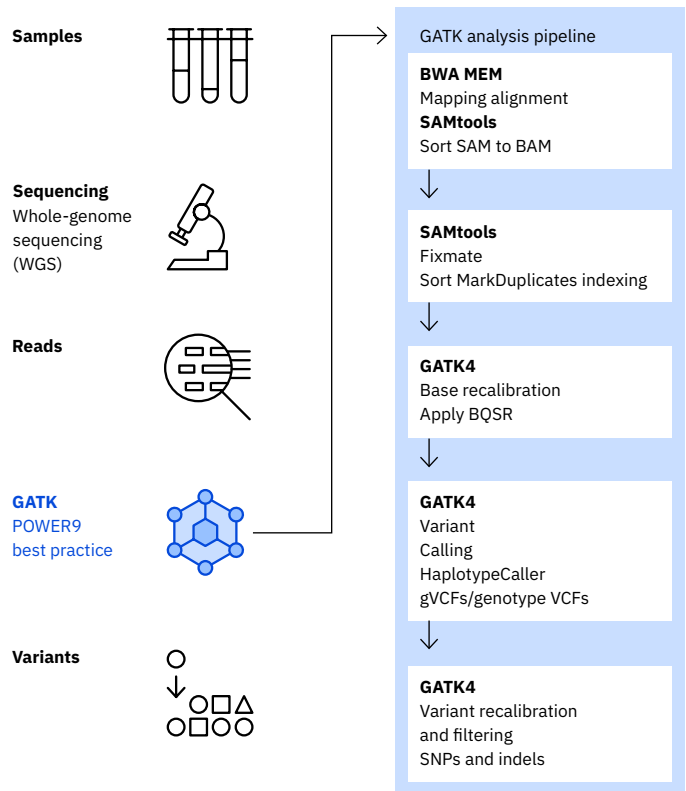 Samples
Sequencing
Whole-genome
sequencing
(WGS)
Reads
GATK
POWER9
best practice
Variants
GATK analysis pipeline
BWA MEM
Mapping alignment
SAMtools
Sort SAM to BAM
SAMtools
Fixmate
Sort MarkDuplicates indexing
GATK4
Base recalibration
Apply BQSR
GATK4
Variant
Calling
HaplotypeCaller
gVCFs/genotype VCFs
GATK4
Variant recalibration
and filtering
SNPs and indels